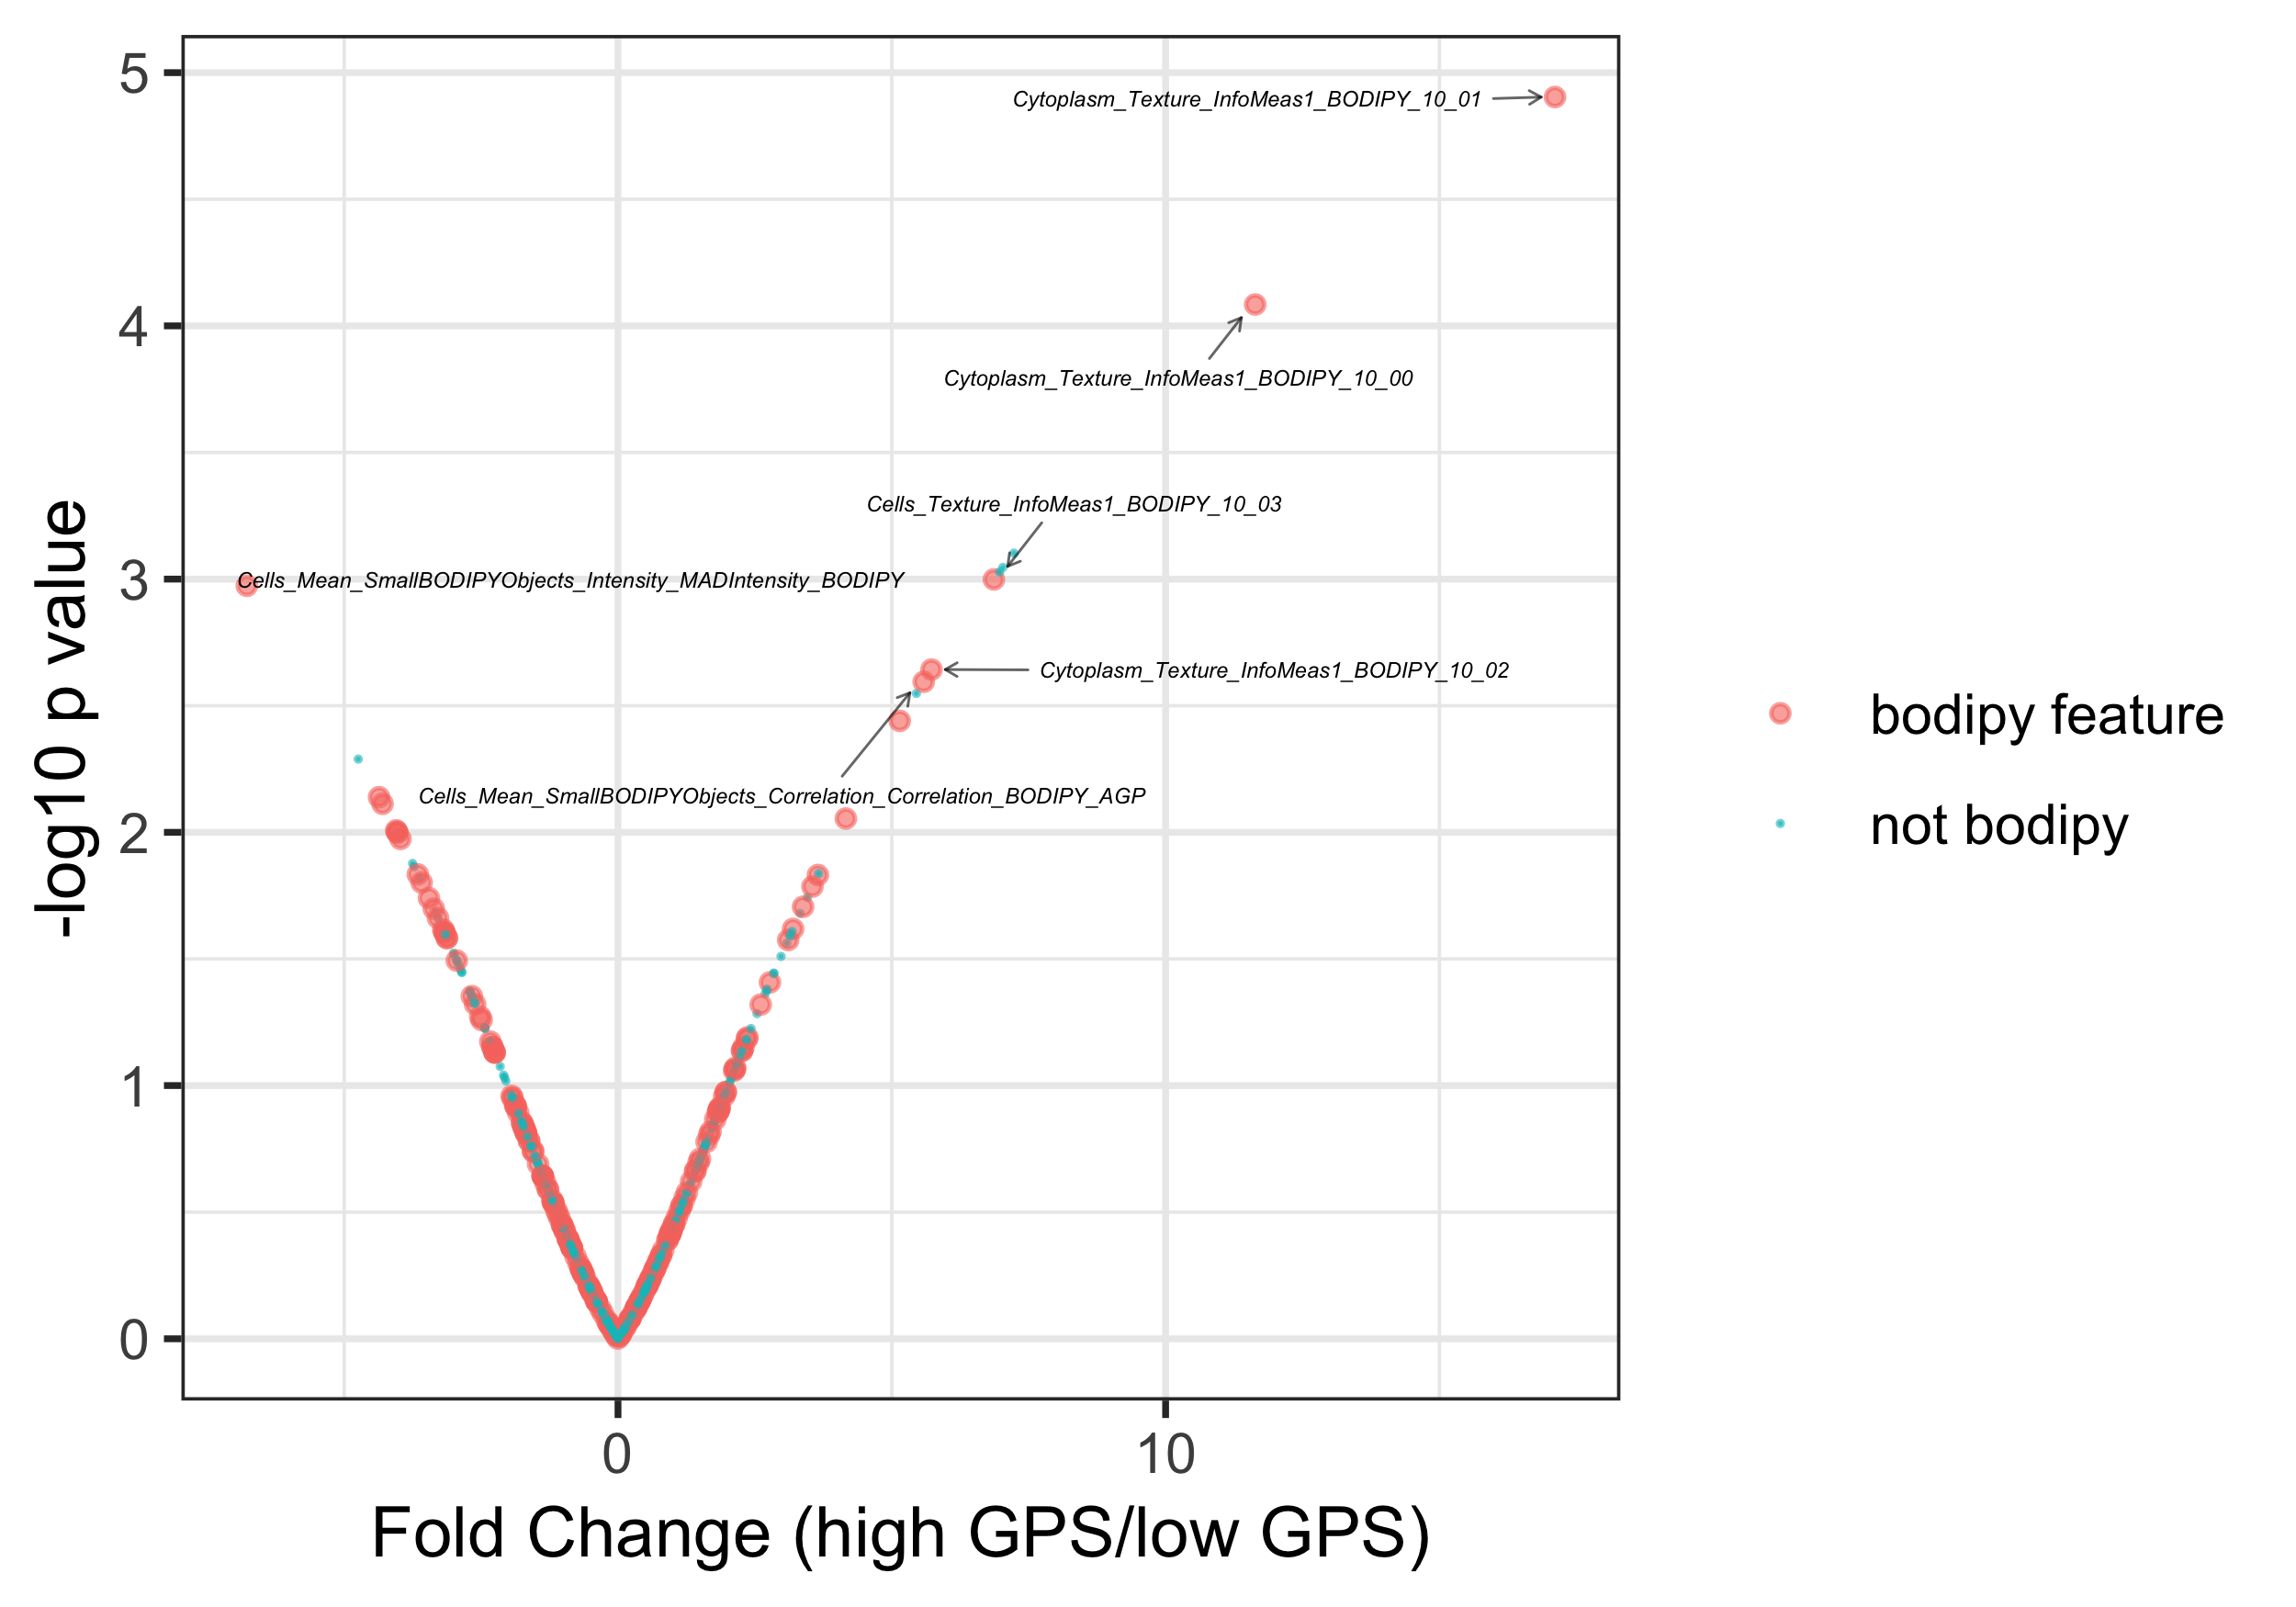 5
Cytoplasm_Texture_InfoMeas1_BODIPY_10_01
4
Cytoplasm_Texture_InfoMeas1_BODIPY_10_00
Cells_Texture_InfoMeas1_BODIPY_10_03
3
Cells_Mean_SmallBODIPYObjects_Intensity_MADIntensity_BODIPY
Cytoplasm_Texture_InfoMeas1_BODIPY_10_02
Cells_Mean_SmallBODIPYObjects_Correlation_Correlation_BODIPY_AGP
2
1
0
-log10 p value
0
10
Fold Change (high GPS/low GPS)
bodipy feature
not bodipy